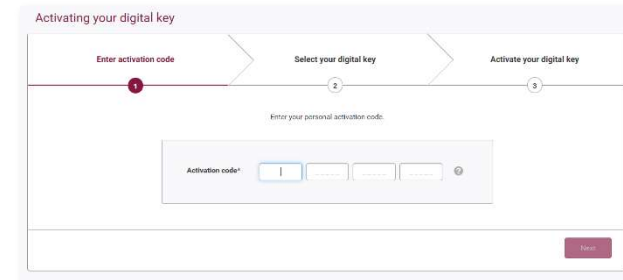 Activating your digital key
Enter activation code
Select your digital key
Activate your digital key
1
2
3
Enter your personal activation code.
Activation code*
?
Next